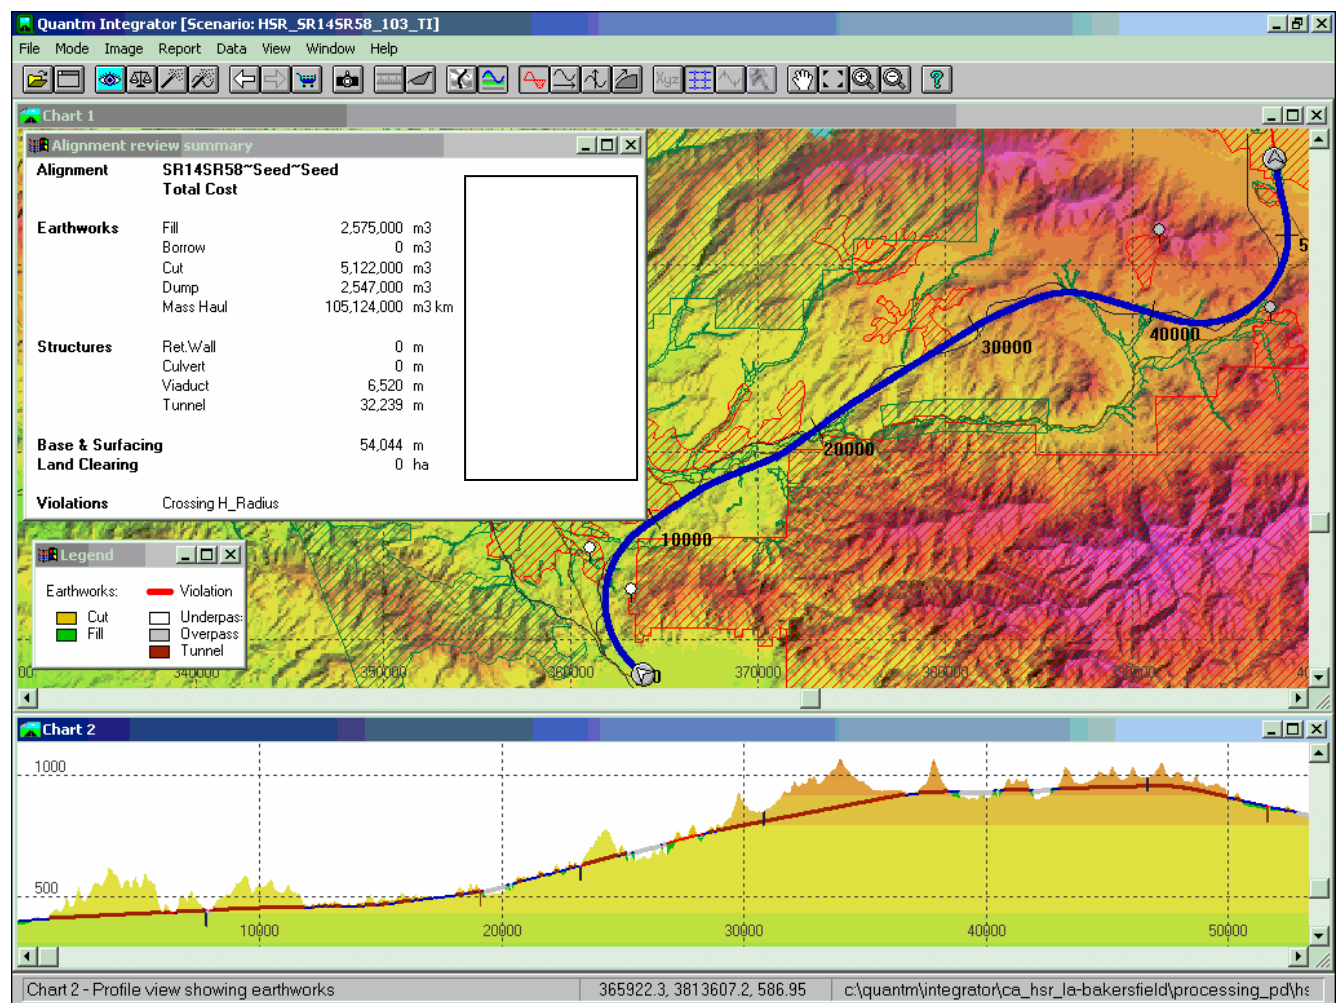 Quantm Integrator [Scenario: HSR_SR14SR58_103_TI]
File Mode Image Report Data View Window Help
Xyz
Chart 1
Alignment review summary
Alignment SR14SR58~Seed~Seed
Total Cost
Earthworks Fill 2,575,000 m3
Borrow 0 m3
Cut 5,122,000 m3
Dump 2,547,000 m3
Mass Haul 105,124,000 m3 km
Structures Ret.Wall 0 m
Culvert 0 m
Viaduct 6,520 m
Tunnel 32,239 m
Base & Surfacing 54,044 m
Land Clearing 0 ha
Violations Crossing H_Radius
5
40000
30000
20000
10000
0
Legend
Earthworks: Violation
Cut Underpas:
Fill Overpass
Tunnel
00 340000 350000 360000 370000 380000 390000 40
Chart 2
1000
500
10000 20000 30000 40000 50000
Chart 2 - Profile view showing earthworks 365922.3, 3813607.2, 586.95 c:\quantm\integrator\ca_hsr_la-bakersfield\processing_pd\hs